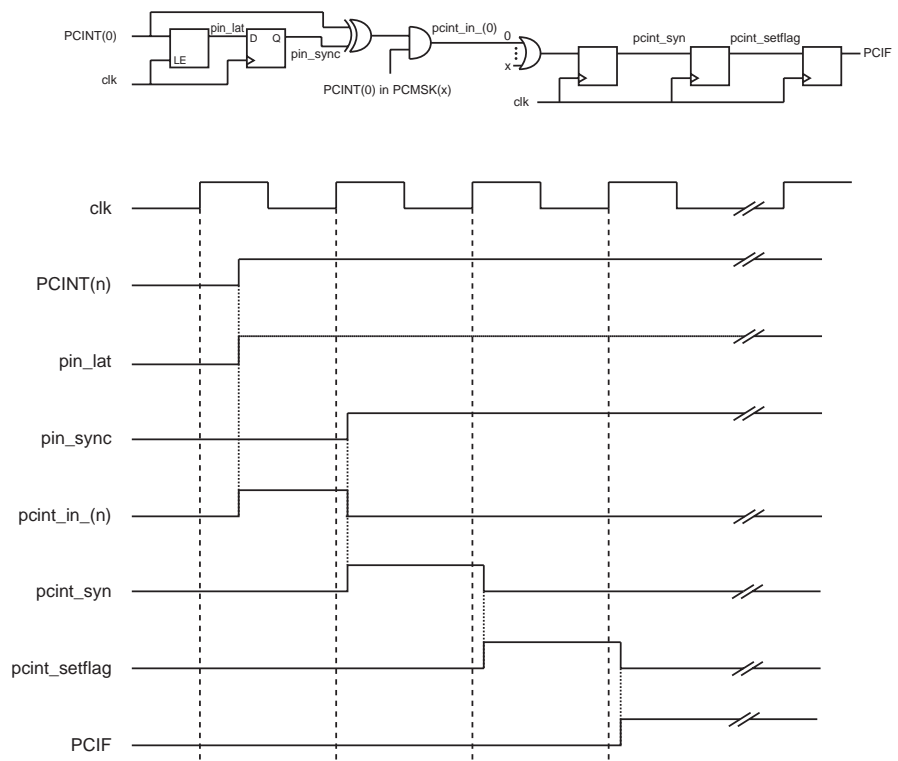 PCINT(0)
pin_lat
D Q
LE
pin_sync
clk
pcint_in_(0)
0
x
PCINT(0) in PCMSK(x)
pcint_syn
pcint_setflag
PCIF
clk
clk
PCINT(n)
pin_lat
pin_sync
pcint_in_(n)
pcint_syn
pcint_setflag
PCIF